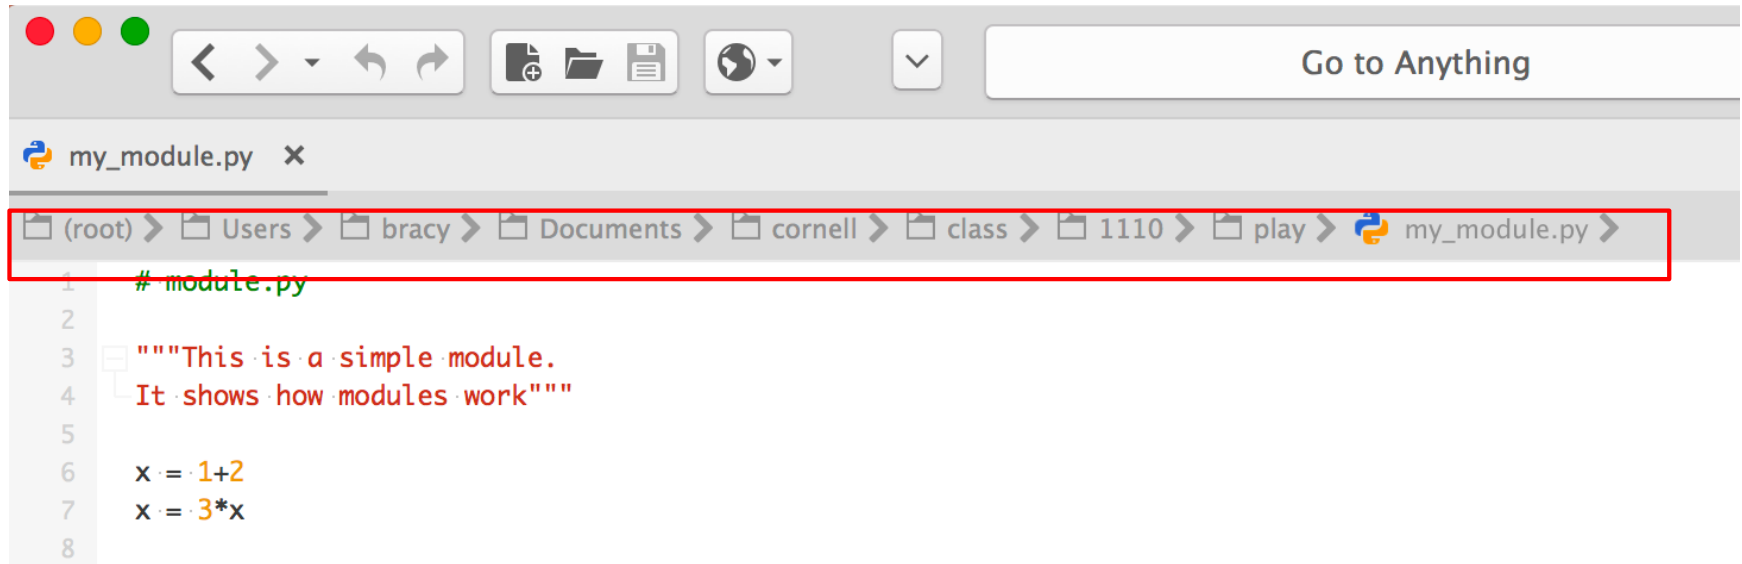 Go to Anything
my_module.py
(root) Users bracy Documents cornell class 1110 play my_module.py
1 # module.py
2
3 """This is a simple module.
4 It shows how modules work"""
5
6 x = 1+2
7 x = 3*x
8